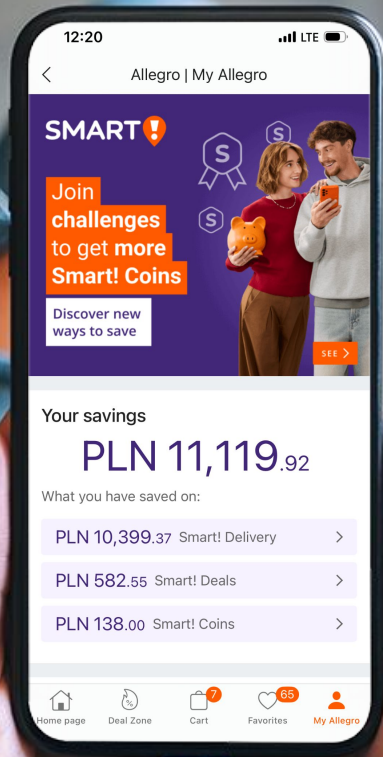 12:20
LTE
Allegro | My Allegro
SMART!
Join
challenges
to get more
Smart! Coins
Discover new
ways to save
S
S
S
SEE >
Your savings
PLN 11,119.92
What you have saved on:
PLN 10,399.37 Smart! Delivery
PLN 582.55 Smart! Deals
PLN 138.00 Smart! Coins
7
65
%
Home page
Deal Zone
Cart
Favorites
My Allegro